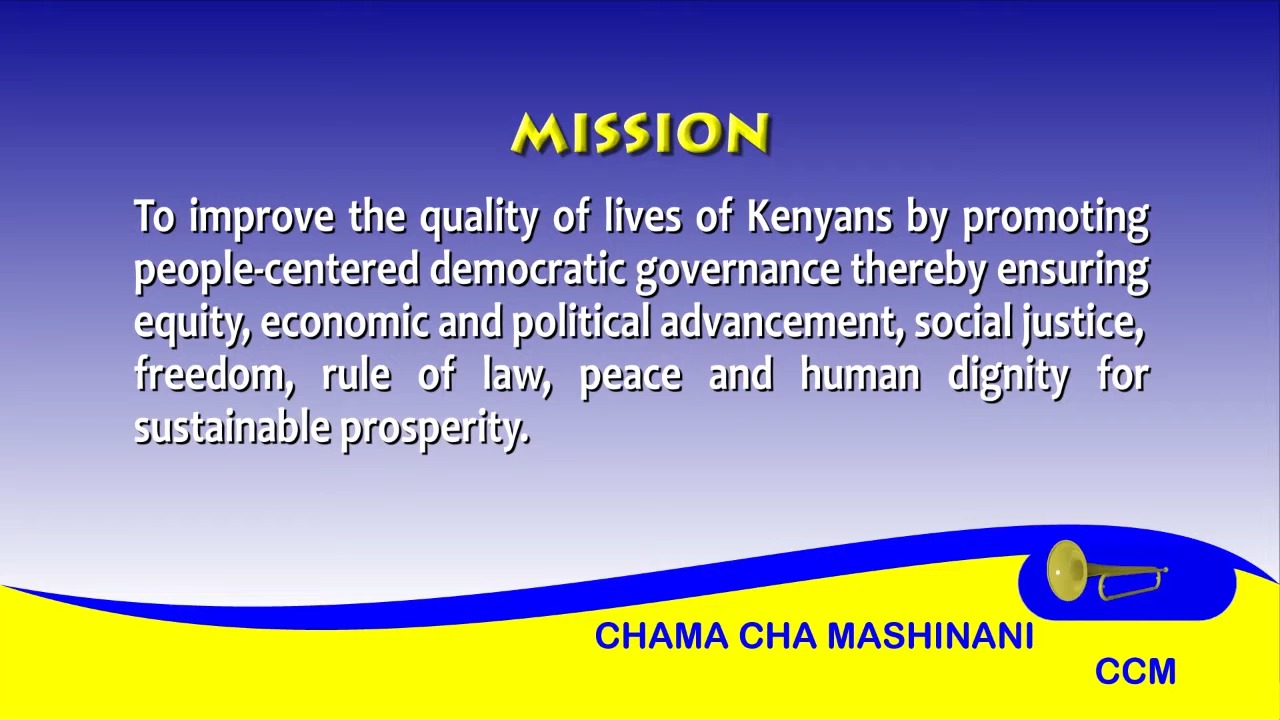 MISSION
To improve the quality of lives of Kenyans by promoting
people-centered democratic governance thereby ensuring
equity, economic and political advancement, social justice,
freedom, rule of law, peace and human dignity for
sustainable prosperity.
CHAMA CHA MASHINANI
CCM